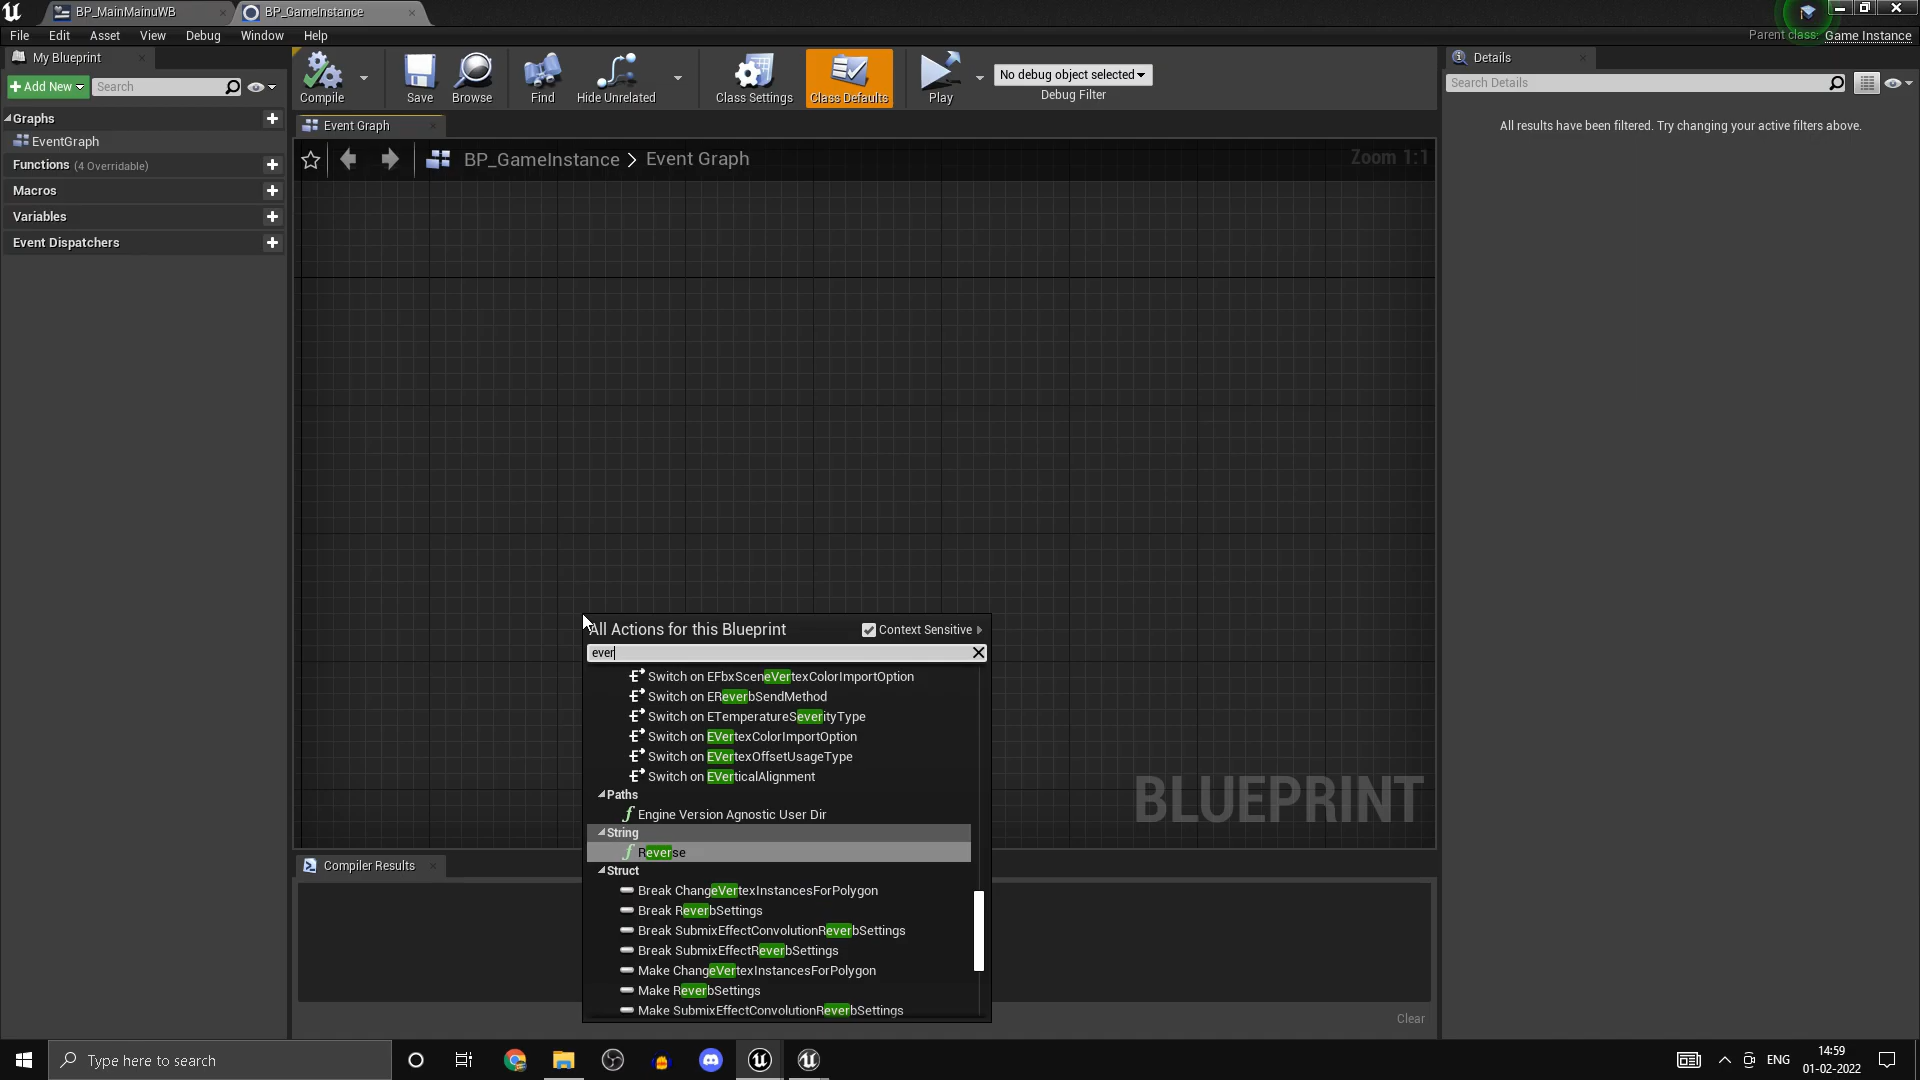 BP_MainMainuWB
BP_GameInstance
File Edit Asset View Debug Window Help
Parent class: Game Instance
My Blueprint
Add New
Search
Graphs
EventGraph
Functions (4 Overridable)
Macros
Variables
Event Dispatchers
Compile
Save
Browse
Find
Hide Unrelated
Class Settings
Class Defaults
Play
No debug object selected
Debug Filter
Event Graph
BP_GameInstance > Event Graph
Zoom 1:1
Details
Search Details
All results have been filtered. Try changing your active filters above.
All Actions for this Blueprint
Context Sensitive
ever
Switch on EFbxSceneVertexColorImportOption
Switch on EReverbSendMethod
Switch on ETemperatureSeverityType
Switch on EVertexColorImportOption
Switch on EVertexOffsetUsageType
Switch on EVerticalAlignment
Paths
Engine Version Agnostic User Dir
String
Reverse
Struct
Break ChangeVertexInstancesForPolygon
Break ReverbSettings
Break SubmixEffectConvolutionReverbSettings
Break SubmixEffectReverbSettings
Make ChangeVertexInstancesForPolygon
Make ReverbSettings
Make SubmixEffectConvolutionReverbSettings
BLUEPRINT
Compiler Results
Clear
Type here to search
ENG
14:59
01-02-2022